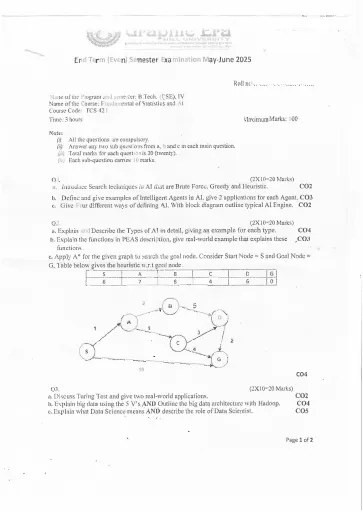 Graphic Era
End Term (Even) Semester Examination May-June 2025
Roll no
Name of the Program and semester: B.Tech. (CSE), IV
Name of the Course: Fundamental of Statistics and AI
Course Code: TCS 421
Time: 3 hours Maximum Marks: 100
Note:
(i) All the questions are compulsory.
(ii) Answer any two sub questions from a, b and c in each main question.
(iii) Total marks for each question is 20 (twenty).
(iv) Each sub-question carries 10 marks.
Q1. (2X10=20 Marks)
a. Introduce Search techniques in AI that are Brute Force, Greedy and Heuristic. CO2
b. Define and give examples of Intelligent Agents in AI, give 2 applications for each Agent. CO3
c. Give Four different ways of defining AI. With block diagram outline typical AI Engine. CO2
Q2. (2X10=20 Marks)
a. Explain and Describe the Types of AI in detail, giving an example for each type. CO4
b. Explain the functions in PEAS description, give real-world example that explains these CO3
functions.
c. Apply A* for the given graph to search the goal node. Consider Start Node = S and Goal Node =
G, Table below gives the heuristic w.r.t goal node
S A B C D G
8 7 6 4 6 0
2 B 5
A D
1 3 3
C 2
S 4
G
10
CO4
Q3. (2X10=20 Marks)
a. Discuss Turing Test and give two real-world applications. CO2
b. Explain big data using the 5 V's AND Outline the big data architecture with Hadoop. CO4
c. Explain what Data Science means AND describe the role of Data Scientist. CO5
Page 1 of 2